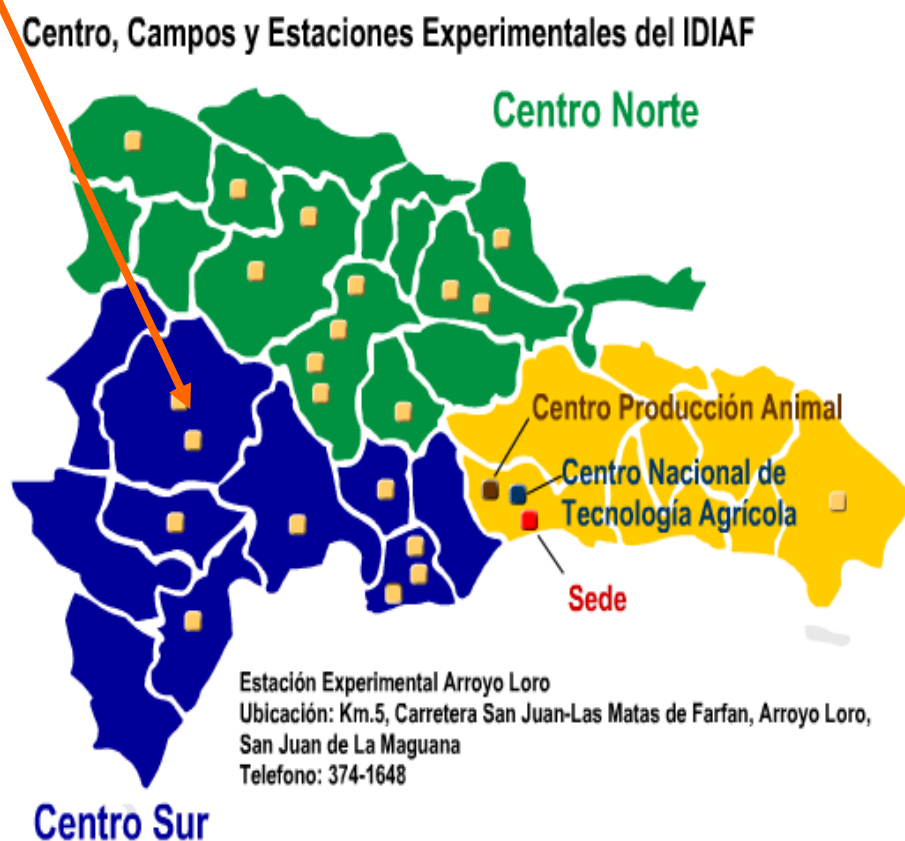 Centro, Campos y Estaciones Experimentales del IDIAF
Centro Norte
Centro Producción Animal
Centro Nacional de
Tecnología Agrícola
Sede
Estación Experimental Arroyo Loro
Ubicación: Km.5, Carretera San Juan-Las Matas de Farfan, Arroyo Loro,
San Juan de La Maguana
Telefono: 374-1648
Centro Sur